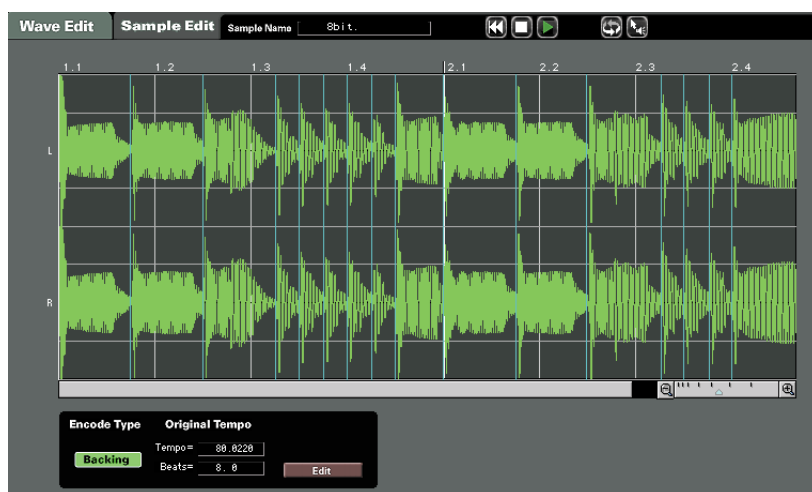 Wave Edit Sample Edit Sample Name 8bit.
1.1 1.2 1.3 1.4 2.1 2.2 2.3 2.4
L
R
Encode Type Original Tempo
Tempo= 80.0220
Backing
Beats= 8. 0 Edit